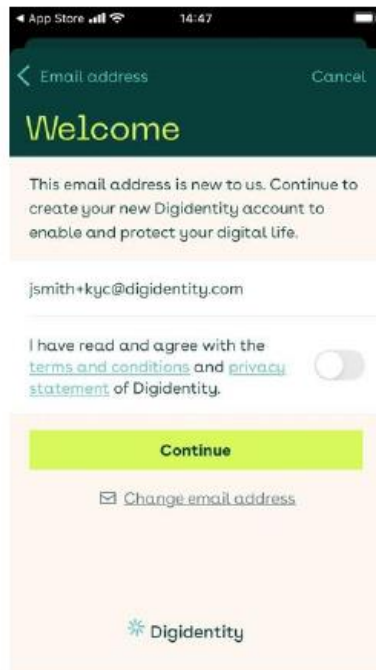 App Store 14:47
Email address Cancel
Welcome
This email address is new to us. Continue to
create your new Digidentity account to
enable and protect your digital life.
jsmith+kyc@digidentity.com
I have read and agree with the
terms and conditions and privacy
statement of Digidentity.
Continue
Change email address
Digidentity